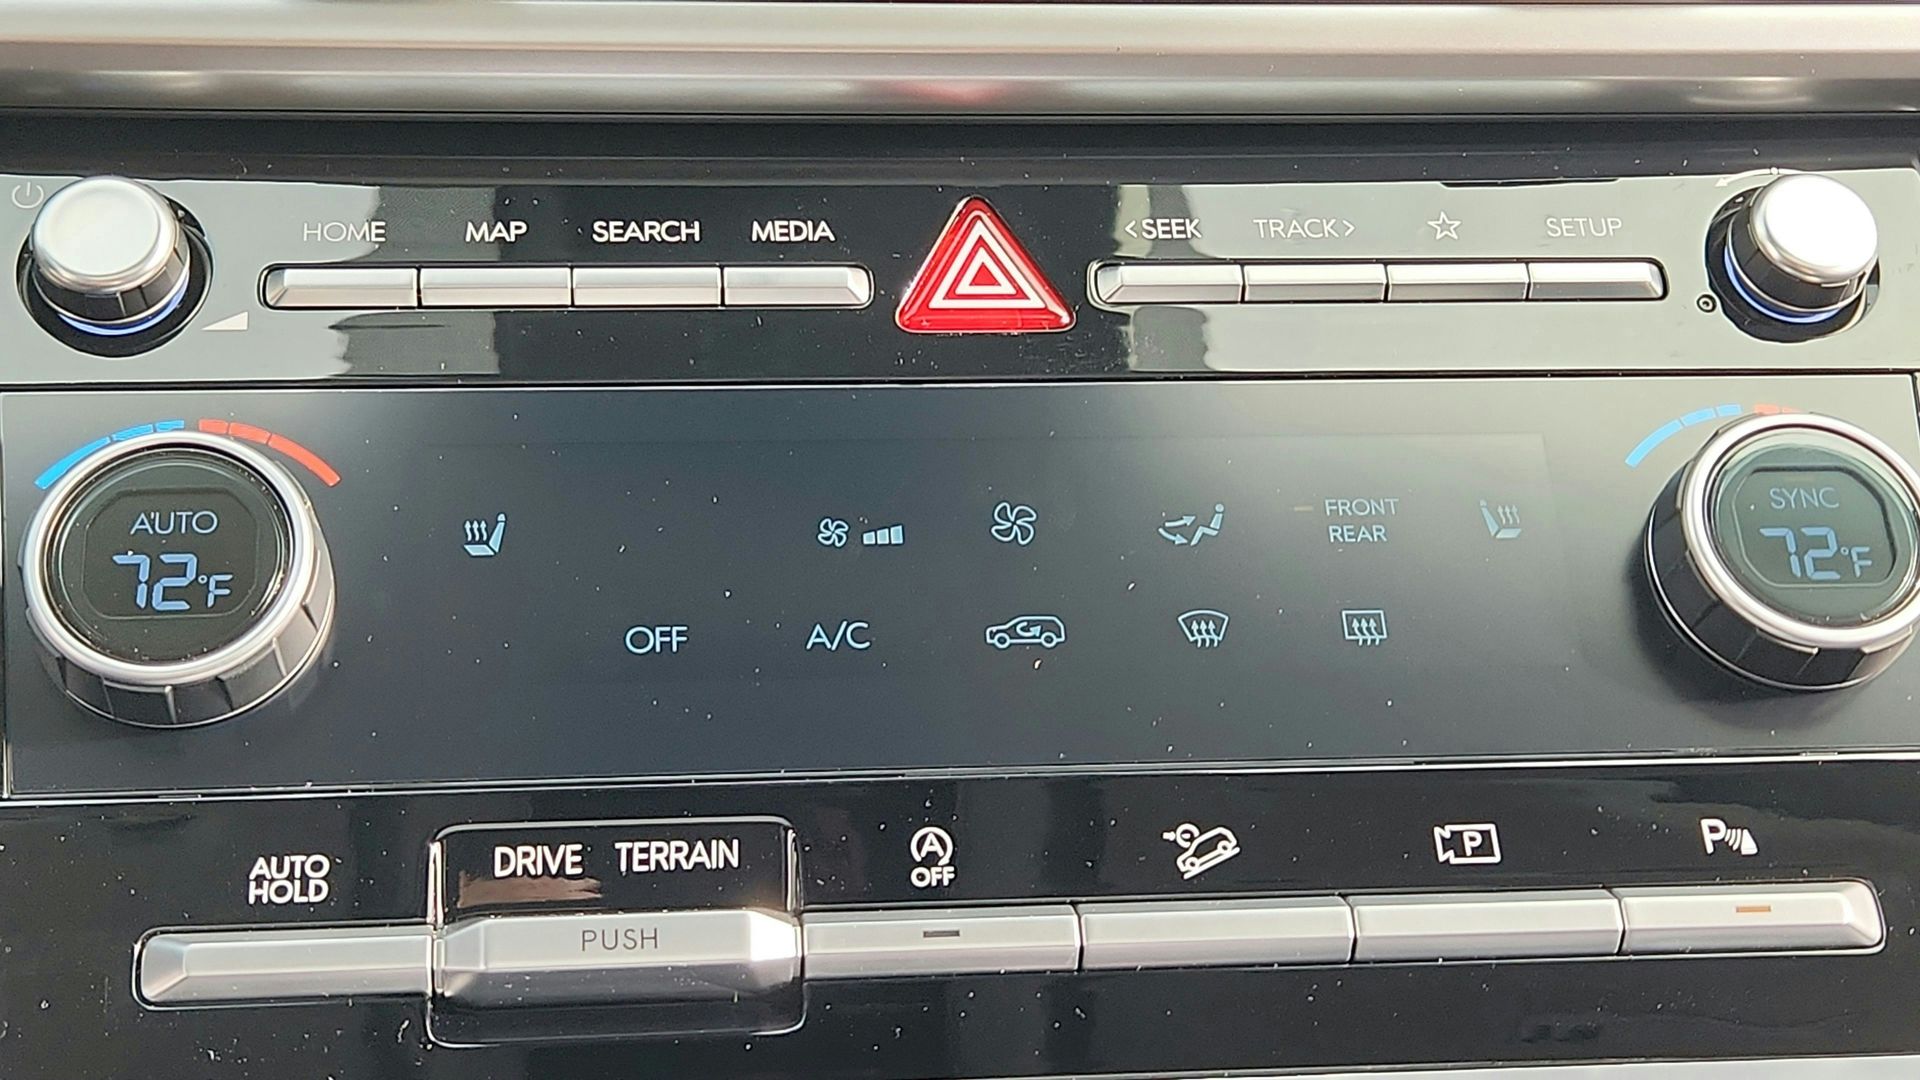 HOME MAP SEARCH MEDIA <SEEK TRACK> SETUP
AUTO
72°F
FRONT
REAR
SYNC
72°F
OFF A/C
AUTO
HOLD
DRIVE TERRAIN
PUSH
A
OFF
P
P